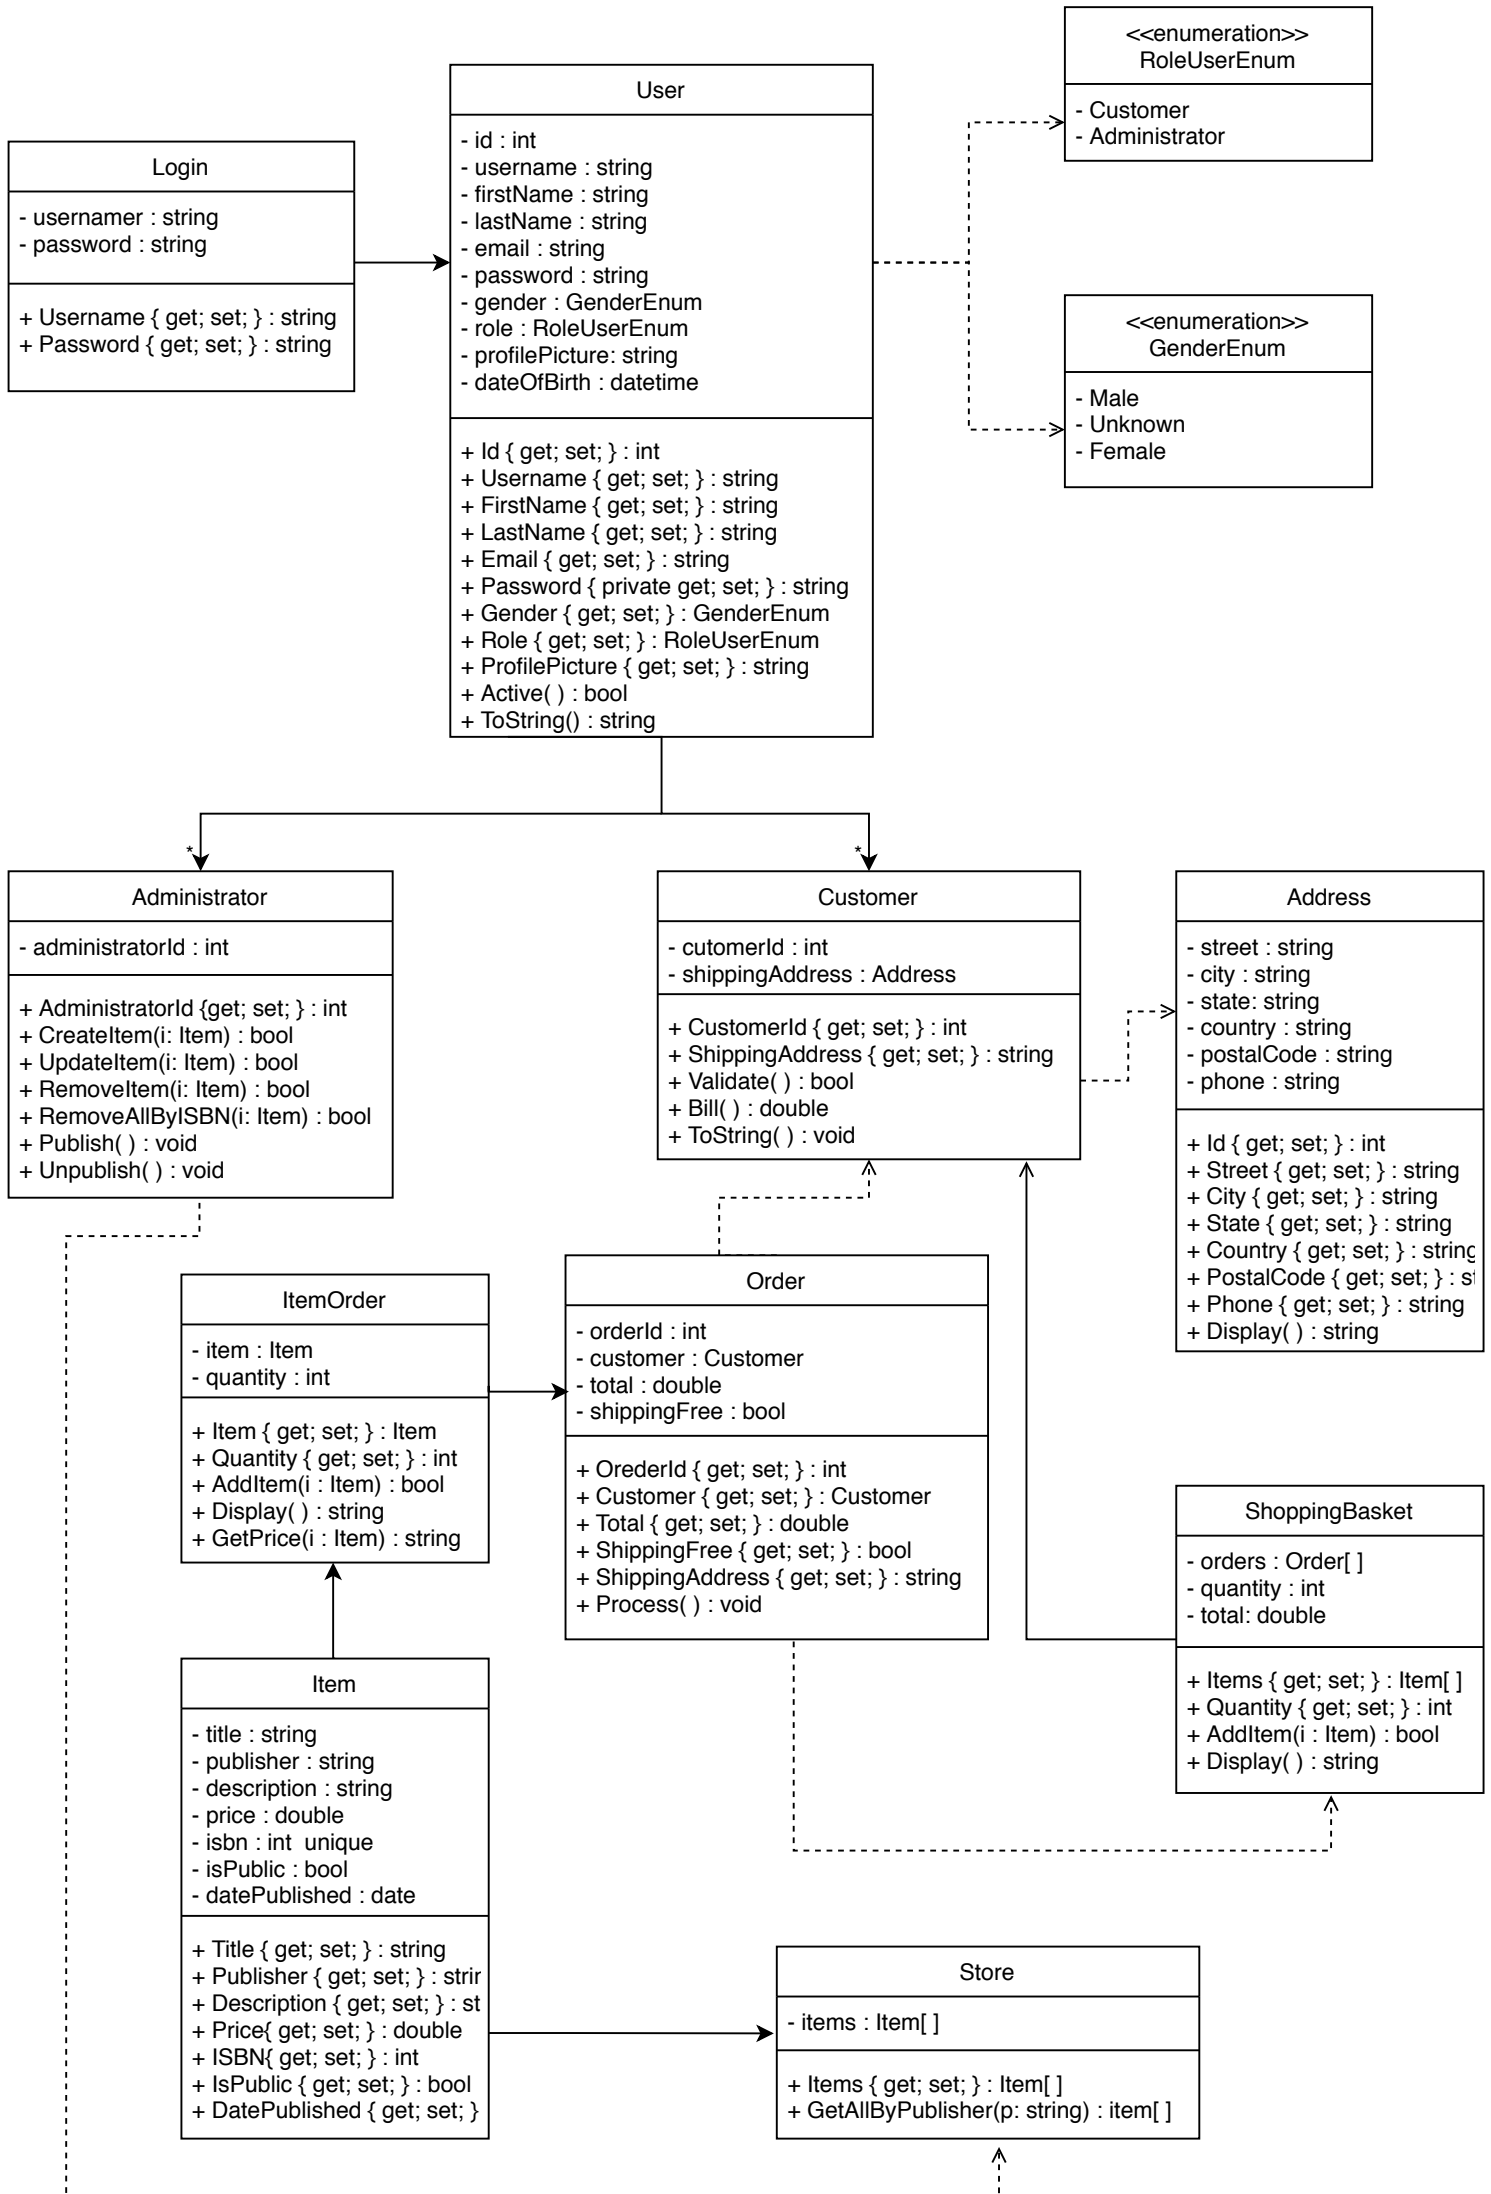 <<enumeration>>
RoleUserEnum
- Customer
- Administrator
User
- id : int
- username : string
- firstName : string
- lastName : string
- email : string
- password : string
- gender : GenderEnum
- role : RoleUserEnum
- profilePicture: string
- dateOfBirth : datetime
+ Id { get; set; } : int
+ Username { get; set; } : string
+ FirstName { get; set; } : string
+ LastName { get; set; } : string
+ Email { get; set; } : string
+ Password { private get; set; } : string
+ Gender { get; set; } : GenderEnum
+ Role { get; set; } : RoleUserEnum
+ ProfilePicture { get; set; } : string
+ Active( ) : bool
+ ToString() : string
Login
- usernamer : string
- password : string
+ Username { get; set; } : string
+ Password { get; set; } : string
<<enumeration>>
GenderEnum
- Male
- Unknown
- Female
*
*
Administrator
- administratorId : int
+ AdministratorId {get; set; } : int
+ CreateItem(i: Item) : bool
+ UpdateItem(i: Item) : bool
+ RemoveItem(i: Item) : bool
+ RemoveAllByISBN(i: Item) : bool
+ Publish( ) : void
+ Unpublish( ) : void
Customer
- cutomerId : int
- shippingAddress : Address
+ CustomerId { get; set; } : int
+ ShippingAddress { get; set; } : string
+ Validate( ) : bool
+ Bill( ) : double
+ ToString( ) : void
Address
- street : string
- city : string
- state: string
- country : string
- postalCode : string
- phone : string
+ Id { get; set; } : int
+ Street { get; set; } : string
+ City { get; set; } : string
+ State { get; set; } : string
+ Country { get; set; } : string
+ PostalCode { get; set; } : st
+ Phone { get; set; } : string
+ Display( ) : string
ItemOrder
- item : Item
- quantity : int
+ Item { get; set; } : Item
+ Quantity { get; set; } : int
+ AddItem(i : Item) : bool
+ Display( ) : string
+ GetPrice(i : Item) : string
Order
- orderId : int
- customer : Customer
- total : double
- shippingFree : bool
+ OrederId { get; set; } : int
+ Customer { get; set; } : Customer
+ Total { get; set; } : double
+ ShippingFree { get; set; } : bool
+ ShippingAddress { get; set; } : string
+ Process( ) : void
ShoppingBasket
- orders : Order[ ]
- quantity : int
- total: double
+ Items { get; set; } : Item[ ]
+ Quantity { get; set; } : int
+ AddItem(i : Item) : bool
+ Display( ) : string
Item
- title : string
- publisher : string
- description : string
- price : double
- isbn : int  unique
- isPublic : bool
- datePublished : date
+ Title { get; set; } : string
+ Publisher { get; set; } : strin
+ Description { get; set; } : st
+ Price{ get; set; } : double
+ ISBN{ get; set; } : int
+ IsPublic { get; set; } : bool
+ DatePublished { get; set; }
Store
- items : Item[ ]
+ Items { get; set; } : Item[ ]
+ GetAllByPublisher(p: string) : item[ ]